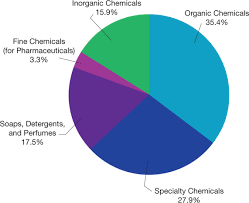 Inorganic Chemicals
15.9%
Organic Chemicals
35.4%
Fine Chemicals
(for Pharmaceuticals)
3.3%
Soaps, Detergents,
and Perfumes
17.5%
Specialty Chemicals
27.9%